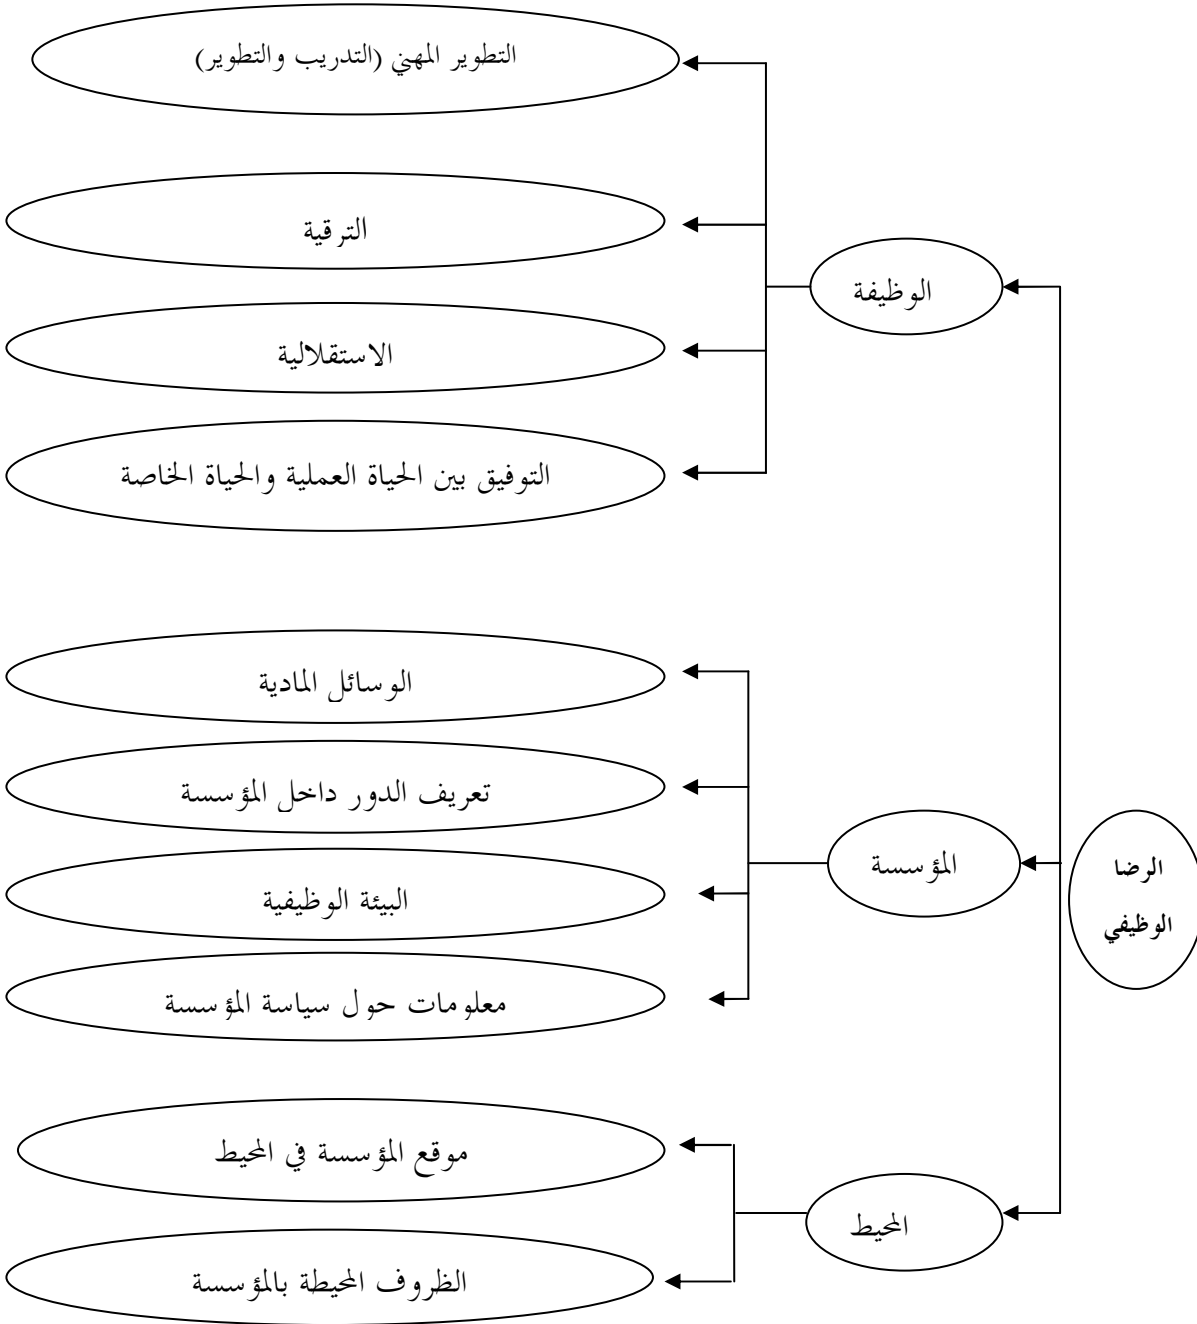 التطوير المهني (التدريب والتطوير)
الترقية
الوظيفة
الاستقلالية
التوفيق بين الحياة العملية والحياة الخاصة
الوسائل المادية
تعريف الدور داخل المؤسسة
المؤسسة
الرضا
الوظيفي
البيئة الوظيفية
معلومات حول سياسة المؤسسة
موقع المؤسسة في المحيط
المحيط
الظروف المحيطة بالمؤسسة